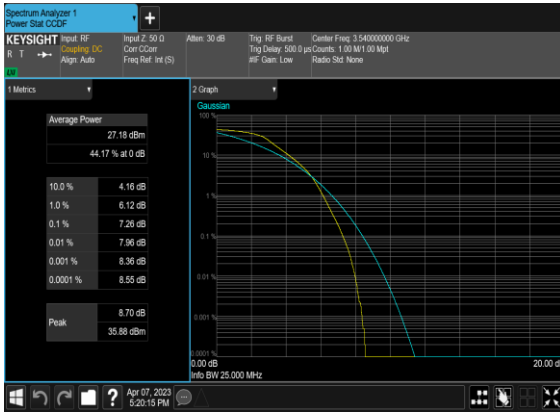 Spectrum Analyzer 1
Power Stat CCDF
KEYSIGHT
R T
Input: RF
Coupling: DC
Align: Auto
Input Z: 50 Ω
Corr CCorr
Freq Ref: Int (S)
Atten: 30 dB
Trig: RF Burst
Trig Delay: 500.0 µs
#IF Gain: Low
Center Freq: 3.540000000 GHz
Counts: 1.00 M/1.00 Mpt
Radio Std: None
1 Metrics
Average Power
27.18 dBm
44.17 % at 0 dB
10.0 % 4.16 dB
1.0 % 6.12 dB
0.1 % 7.26 dB
0.01 % 7.96 dB
0.001 % 8.36 dB
0.0001 % 8.55 dB
Peak
8.70 dB
35.88 dBm
2 Graph
Gaussian
100 %
10 %
1 %
0.1 %
0.01 %
0.001 %
0.0001 %
0.00 dB
20.00 d
Info BW 25.000 MHz
?
Apr 07, 2023
5:20:15 PM